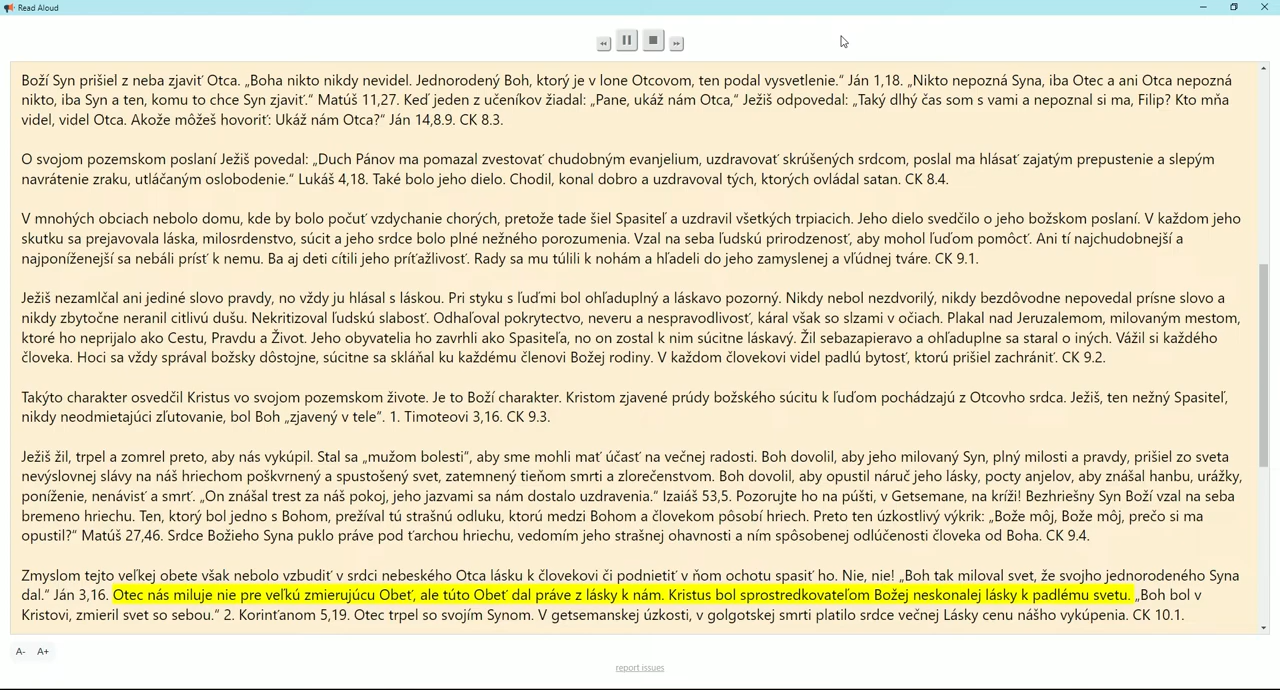 Read Aloud
Boží Syn prišiel z neba zjaviť Otca. „Boha nikto nikdy nevidel. Jednorodený Boh, ktorý je v lone Otcovom, ten podal vysvetlenie.“ Ján 1,18. „Nikto nepozná Syna, iba Otec a ani Otca nepozná
nikto, iba Syn a ten, komu to chce Syn zjaviť.“ Matúš 11,27. Keď jeden z učeníkov žiadal: „Pane, ukáž nám Otca,“ Ježiš odpovedal: „Taký dlhý čas som s vami a nepoznal si ma, Filip? Kto mňa
videl, videl Otca. Akože môžeš hovoriť: Ukáž nám Otca?“ Ján 14,8.9. CK 8.3.
O svojom pozemskom poslaní Ježiš povedal: „Duch Pánov ma pomazal zvestovať chudobným evanjelium, uzdravovať skrúšených srdcom, poslal ma hlásať zajatým prepustenie a slepým
navrátenie zraku, utláčaným oslobodenie.“ Lukáš 4,18. Také bolo jeho dielo. Chodil, konal dobro a uzdravoval tých, ktorých ovládal satan. CK 8.4.
V mnohých obciach nebolo domu, kde by bolo počuť vzdychanie chorých, pretože tade šiel Spasiteľ a uzdravil všetkých trpiacich. Jeho dielo svedčilo o jeho božskom poslaní. V každom jeho
skutku sa prejavovala láska, milosrdenstvo, súcit a jeho srdce bolo plné nežného porozumenia. Vzal na seba ľudskú prirodzenosť, aby mohol ľuďom pomôcť. Ani tí najchudobnejší a
najponíženejší sa nebáli prísť k nemu. Ba aj deti cítili jeho príťažlivosť. Rady sa mu túlili k nohám a hľadeli do jeho zamyslenej a vľúdnej tváre. CK 9.1.
Ježiš nezamlčal ani jediné slovo pravdy, no vždy ju hlásal s láskou. Pri styku s ľuďmi bol ohľaduplný a láskavo pozorný. Nikdy nebol nezdvorilý, nikdy bezdôvodne nepovedal prísne slovo a
nikdy zbytočne neranil citlivú dušu. Nekritizoval ľudskú slabosť. Odhaľoval pokrytectvo, neveru a nespravodlivosť, káral však so slzami v očiach. Plakal nad Jeruzalemom, milovaným mestom,
ktoré ho neprijalo ako Cestu, Pravdu a Život. Jeho obyvatelia ho zavrhli ako Spasiteľa, no on zostal k nim súcitne láskavý. Žil sebazapieravo a ohľaduplne sa staral o iných. Vážil si každého
človeka. Hoci sa vždy správal božsky dôstojne, súcitne sa skláňal ku každému členovi Božej rodiny. V každom človekovi videl padlú bytosť, ktorú prišiel zachrániť. CK 9.2.
Takýto charakter osvedčil Kristus vo svojom pozemskom živote. Je to Boží charakter. Kristom zjavené prúdy božského súcitu k ľuďom pochádzajú z Otcovho srdca. Ježiš, ten nežný Spasiteľ,
nikdy neodmietajúci zľutovanie, bol Boh „zjavený v tele“. 1. Timoteovi 3,16. CK 9.3.
Ježiš žil, trpel a zomrel preto, aby nás vykúpil. Stal sa „mužom bolesti“, aby sme mohli mať účasť na večnej radosti. Boh dovolil, aby jeho milovaný Syn, plný milosti a pravdy, prišiel zo sveta
nevýslovnej slávy na náš hriechom poškvrnený a spustošený svet, zatemnený tieňom smrti a zlorečenstvom. Boh dovolil, aby opustil náruč jeho lásky, pocty anjelov, aby znášal hanbu, urážky,
poníženie, nenávisť a smrť. „On znášal trest za náš pokoj, jeho jazvami sa nám dostalo uzdravenia.“ Izaiáš 53,5. Pozorujte ho na púšti, v Getsemane, na kríži! Bezhriešny Syn Boží vzal na seba
bremeno hriechu. Ten, ktorý bol jedno s Bohom, prežíval tú strašnú odluku, ktorú medzi Bohom a človekom pôsobí hriech. Preto ten úzkostlivý výkrik: „Bože môj, Bože môj, prečo si ma
opustil?“ Matúš 27,46. Srdce Božieho Syna puklo práve pod ťarchou hriechu, vedomím jeho strašnej ohavnosti a ním spôsobenej odlúčenosti človeka od Boha. CK 9.4.
Zmyslom tejto veľkej obete však nebolo vzbudiť v srdci nebeského Otca lásku k človekovi či podnietiť v ňom ochotu spasiť ho. Nie, nie! „Boh tak miloval svet, že svojho jednorodeného Syna
dal.“ Ján 3,16. Otec nás miluje nie pre veľkú zmierujúcu Obeť, ale túto Obeť dal práve z lásky k nám. Kristus bol sprostredkovateľom Božej neskonalej lásky k padlému svetu. „Boh bol v
Kristovi, zmieril svet so sebou.“ 2. Korinťanom 5,19. Otec trpel so svojím Synom. V getsemanskej úzkosti, v golgotskej smrti platilo srdce večnej Lásky cenu nášho vykúpenia. CK 10.1.
A- A+
report issues